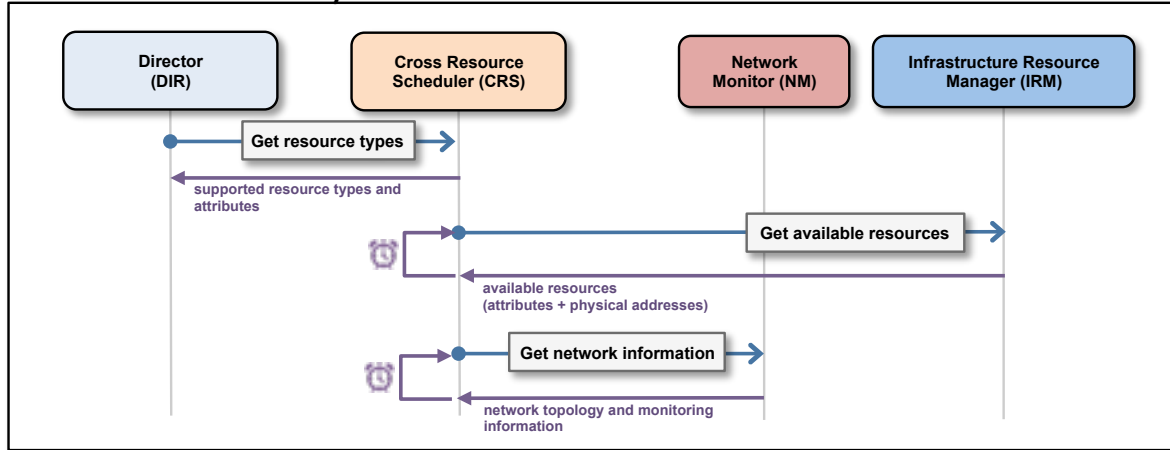 Director
(DIR)
Cross Resource
Scheduler (CRS)
Network
Monitor (NM)
Infrastructure Resource
Manager (IRM)
Get resource types
supported resource types and
attributes
Get available resources
available resources
(attributes + physical addresses)
Get network information
network topology and monitoring
information